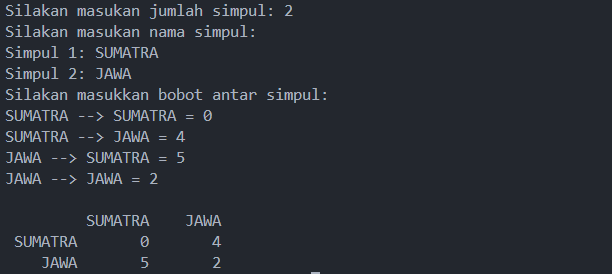 Silakan masukan jumlah simpul: 2
Silakan masukan nama simpul:
Simpul 1: SUMATRA
Simpul 2: JAWA
Silakan masukkan bobot antar simpul:
SUMATRA --> SUMATRA = 0
SUMATRA --> JAWA = 4
JAWA --> SUMATRA = 5
JAWA --> JAWA = 2
SUMATRA JAWA
SUMATRA 0 4
JAWA 5 2